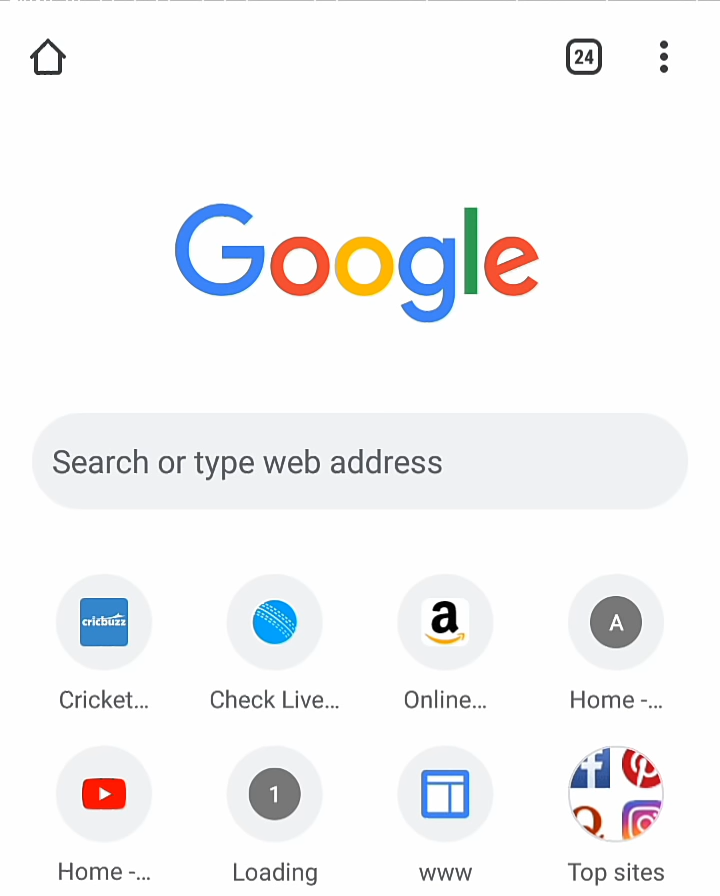 24
Google
Search or type web address
cricbuzz
a
A
Cricket...
Check Live...
Online...
Home -...
1
Home -...
Loading
www
Top sites